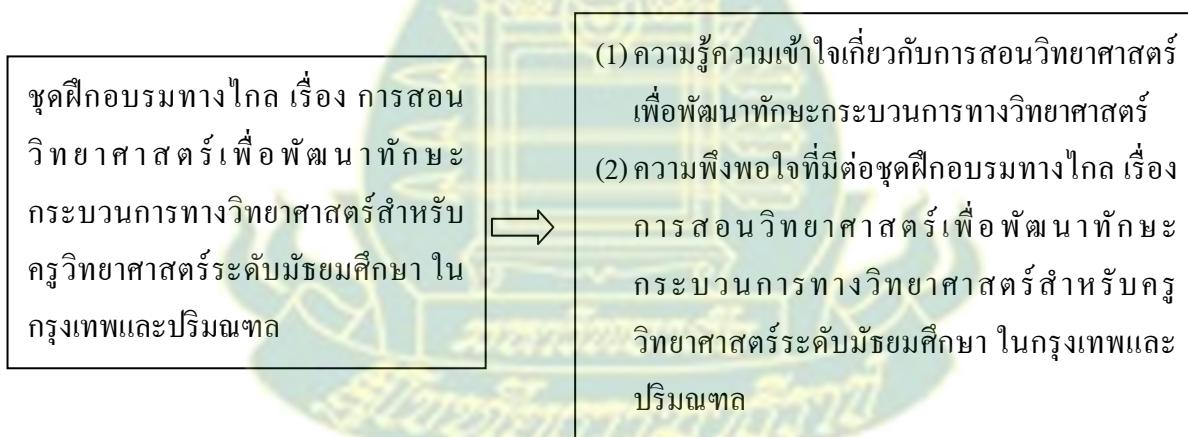 ชุดฝึกอบรมทางไกล เรื่อง การสอน
วิทยาศาสตร์เพื่อพัฒนาทักษะ
กระบวนการทางวิทยาศาสตร์สำหรับ
ครูวิทยาศาสตร์ระดับมัธยมศึกษา ใน
กรุงเทพและปริมณฑล
(1) ความรู้ความเข้าใจเกี่ยวกับการสอนวิทยาศาสตร์
เพื่อพัฒนาทักษะกระบวนการทางวิทยาศาสตร์
(2) ความพึงพอใจที่มีต่อชุดฝึกอบรมทางไกล เรื่อง
การสอนวิทยาศาสตร์เพื่อพัฒนาทักษะ
กระบวนการทางวิทยาศาสตร์สำหรับครู
วิทยาศาสตร์ระดับมัธยมศึกษา ในกรุงเทพและ
ปริมณฑล